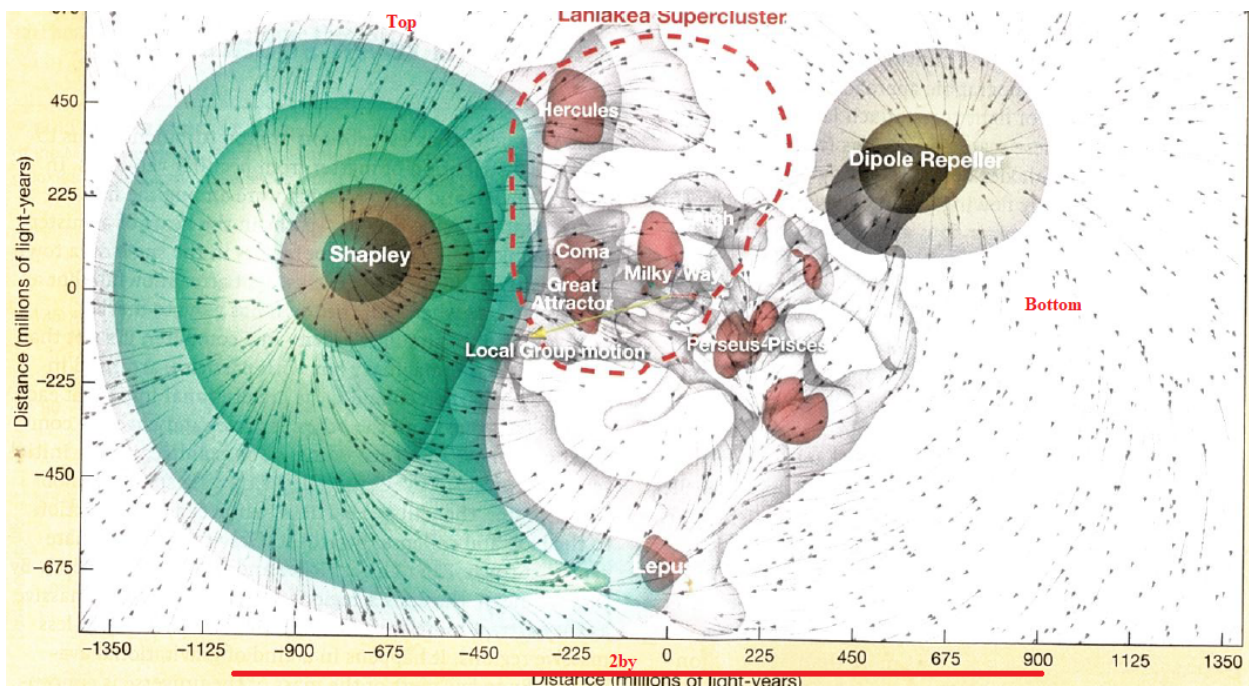 Top
Laniakea Supercluster
Hercules
Dipole Repeller
Shapley
Coma
Milky Way
Great
Attractor
Bottom
Local Group motion
Perseus-Pisces
Lepus
Distance (millions of light-years)
450
225
0
−225
−450
−675
−1350 −1125 −900 −675 −450 −225 0 225 450 675 900 1125 1350
2by
Distance (millions of light-years)